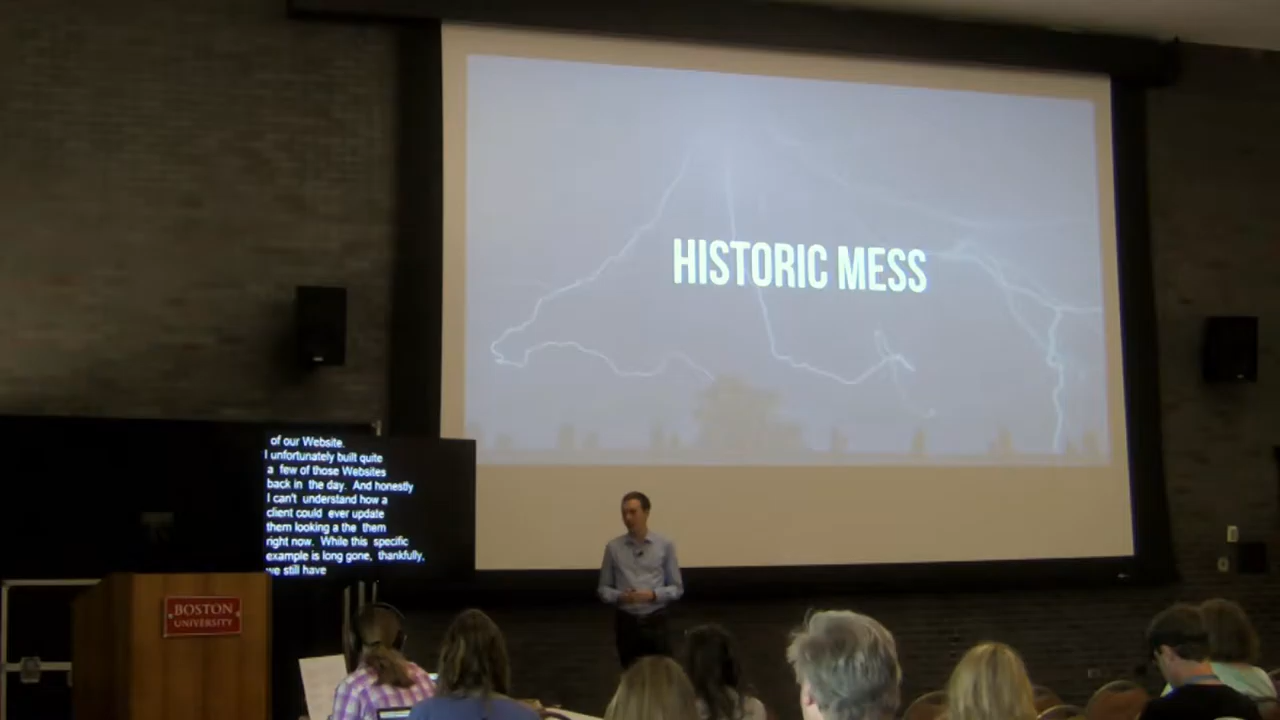 HISTORIC MESS
of our Website.
I unfortunately built quite
a few of those Websites
back in the day. And honestly
I can't understand how a
client could ever update
them looking a the them
right now. While this specific
example is long gone, thankfully,
we still have
BOSTON
UNIVERSITY